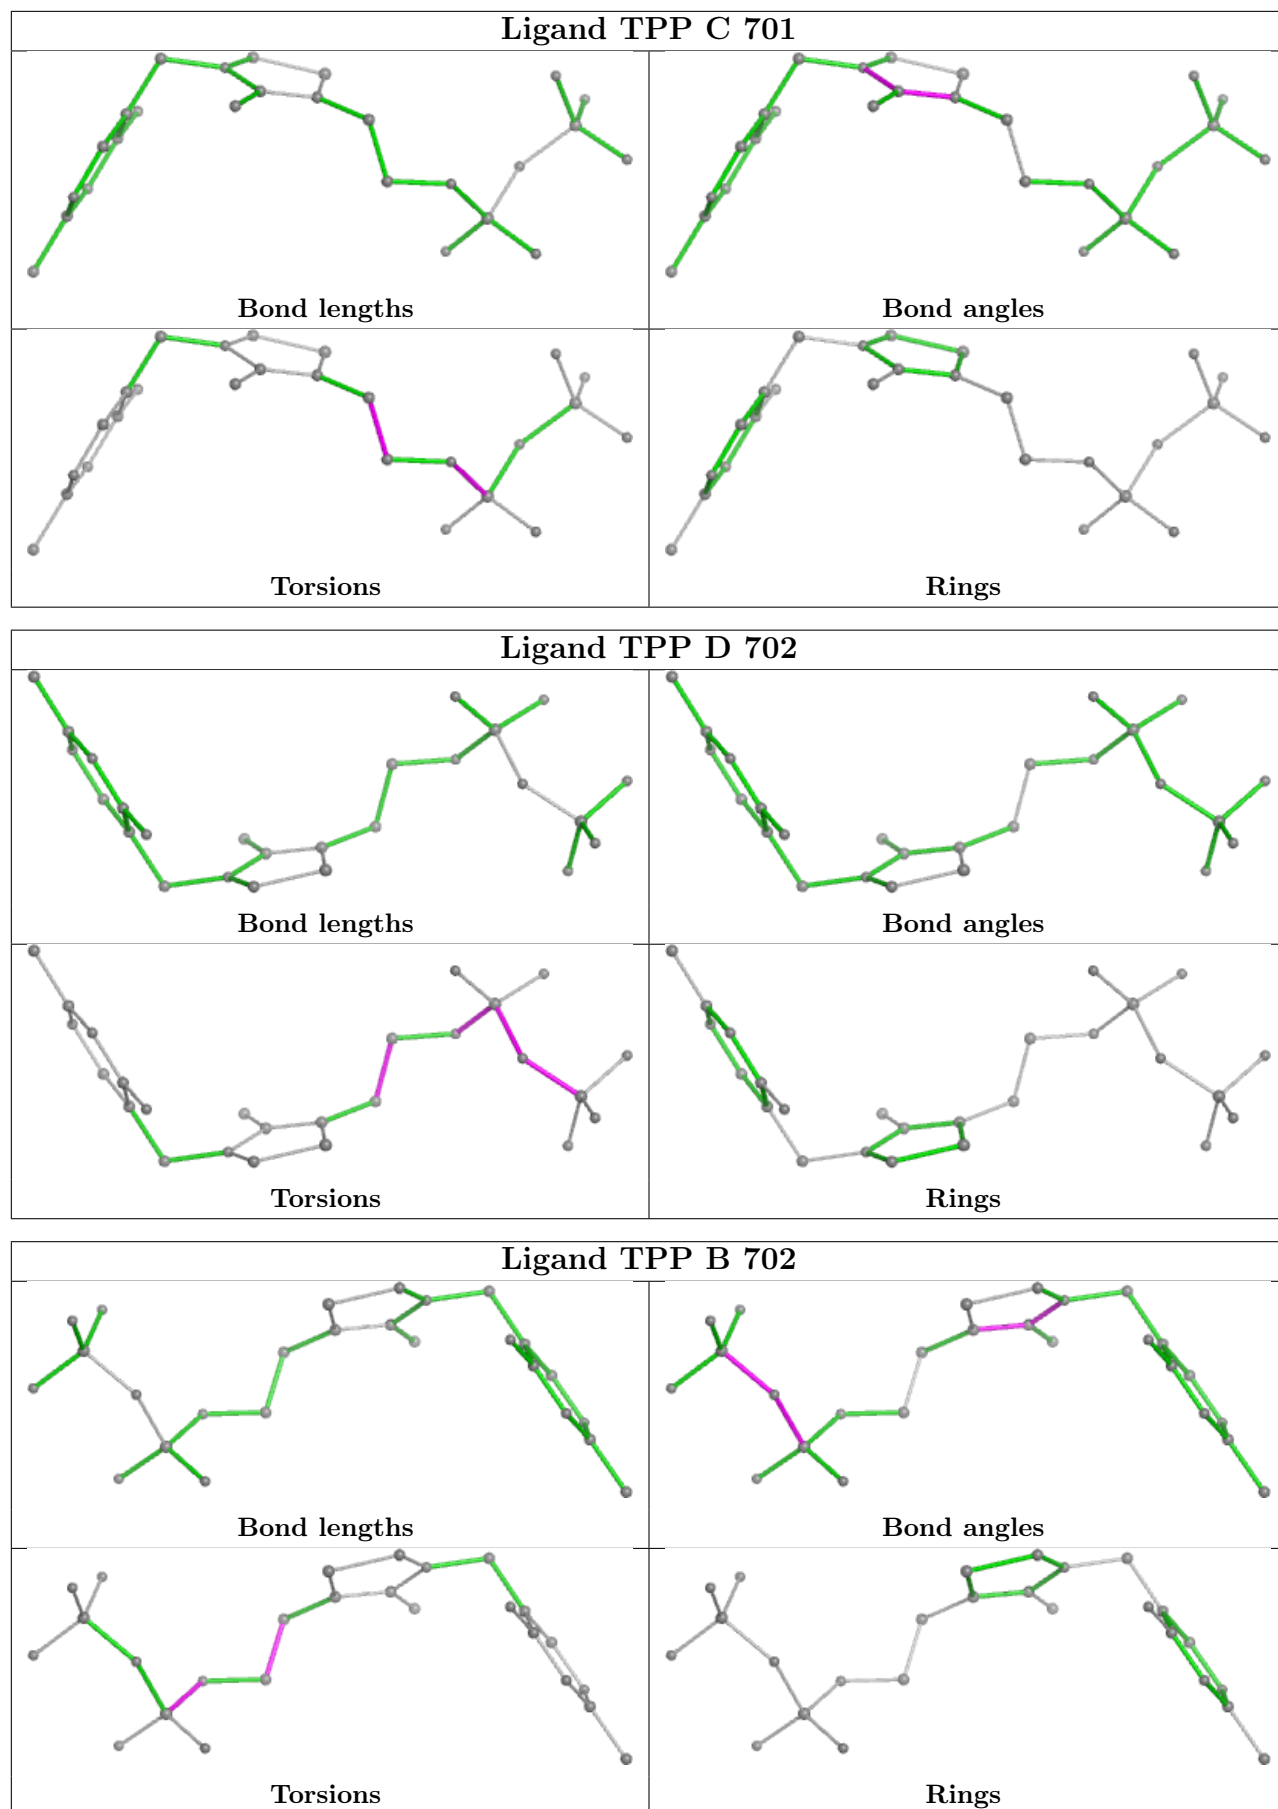 Ligand TPP C 701
Bond lengths
Bond angles
Torsions
Rings
Ligand TPP D 702
Bond lengths
Bond angles
Torsions
Rings
Ligand TPP B 702
Bond lengths
Bond angles
Torsions
Rings